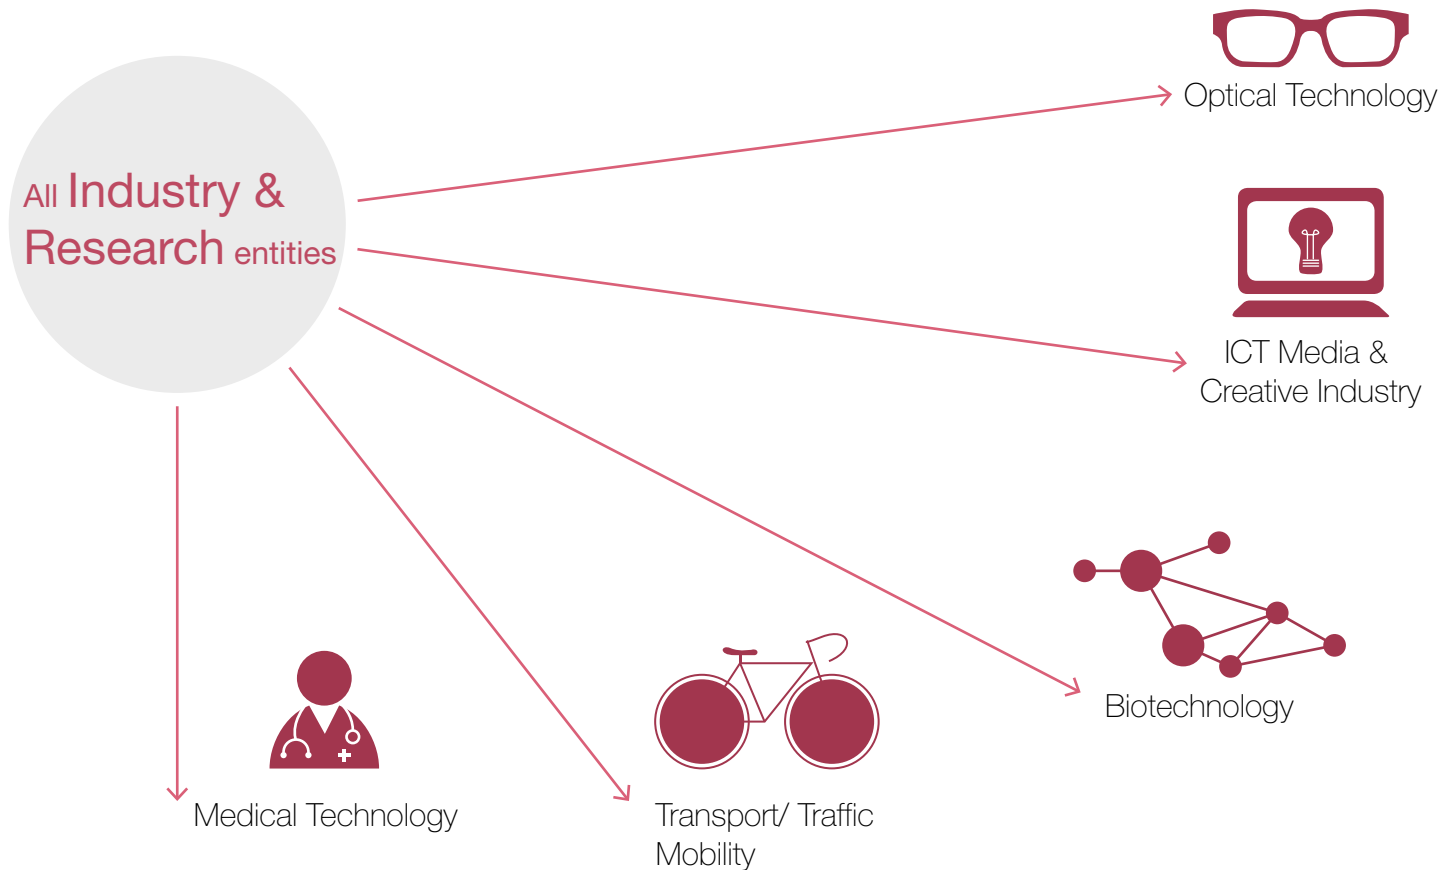 All Industry &
Research entities
Optical Technology
ICT Media &
Creative Industry
Biotechnology
Transport/ Traffic
Mobility
Medical Technology